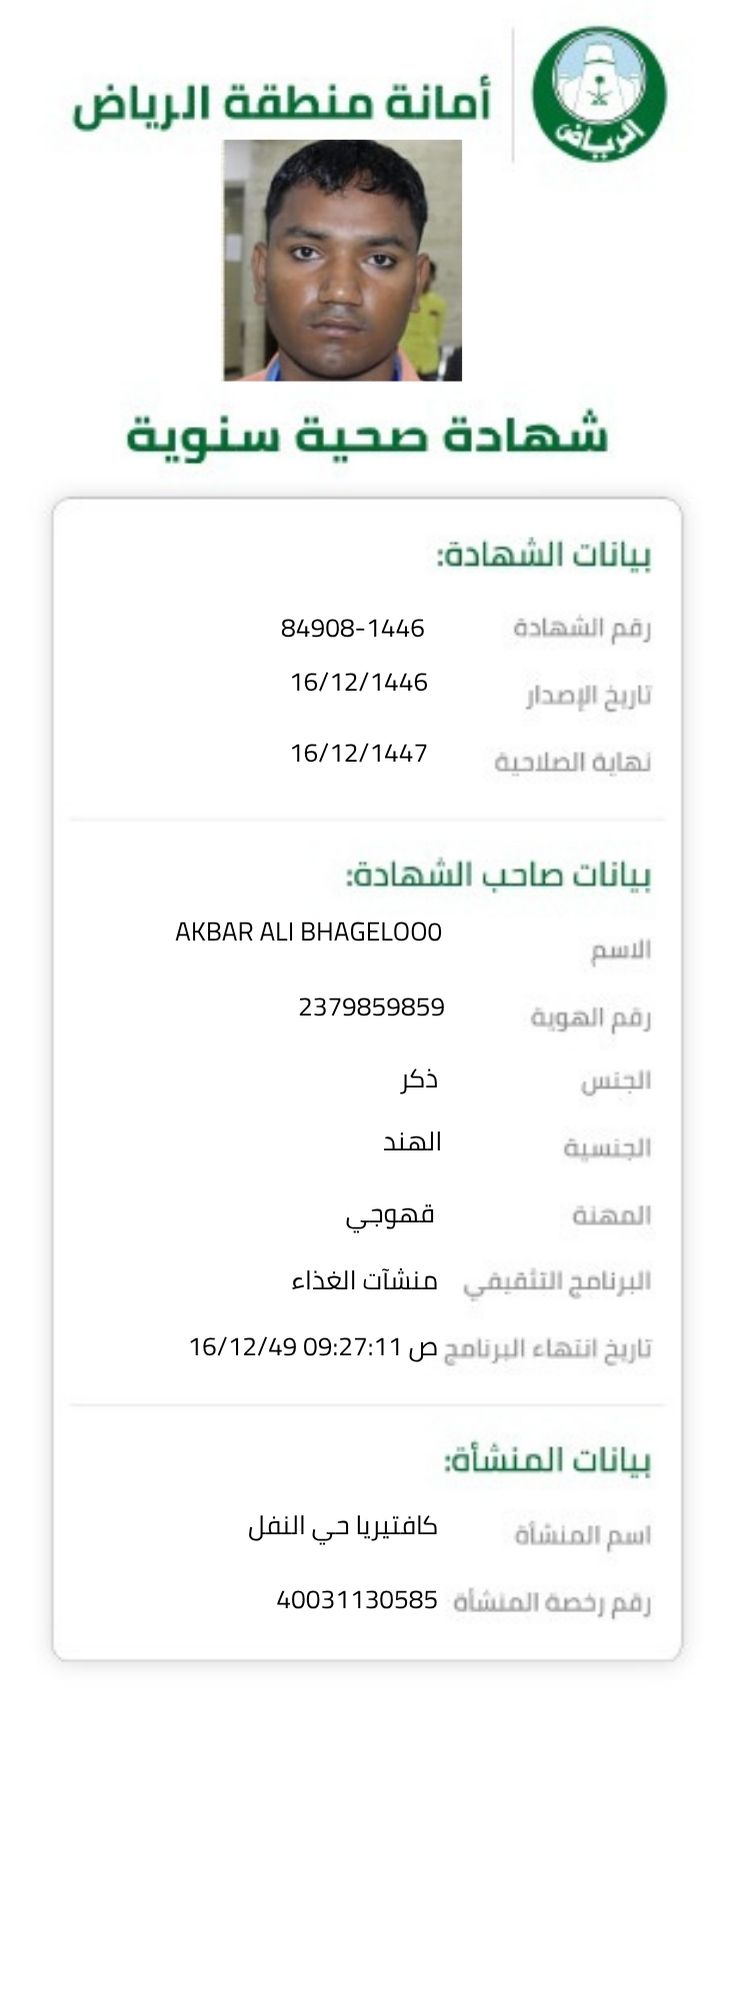 أمانة منطقة الرياض
الرياض
شهادة صحية سنوية
بيانات الشهادة:
رقم الشهادة 84908-1446
تاريخ الإصدار 16/12/1446
نهاية الصلاحية 16/12/1447
بيانات صاحب الشهادة:
الاسم AKBAR ALI BHAGELOO0
رقم الهوية 2379859859
الجنس ذكر
الجنسية الهند
المهنة قهوجي
البرنامج التثقيفي منشآت الغذاء
تاريخ انتهاء البرنامج 16/12/49 09:27:11 ص
بيانات المنشأة:
اسم المنشأة كافتيريا حي النفل
رقم رخصة المنشأة 40031130585